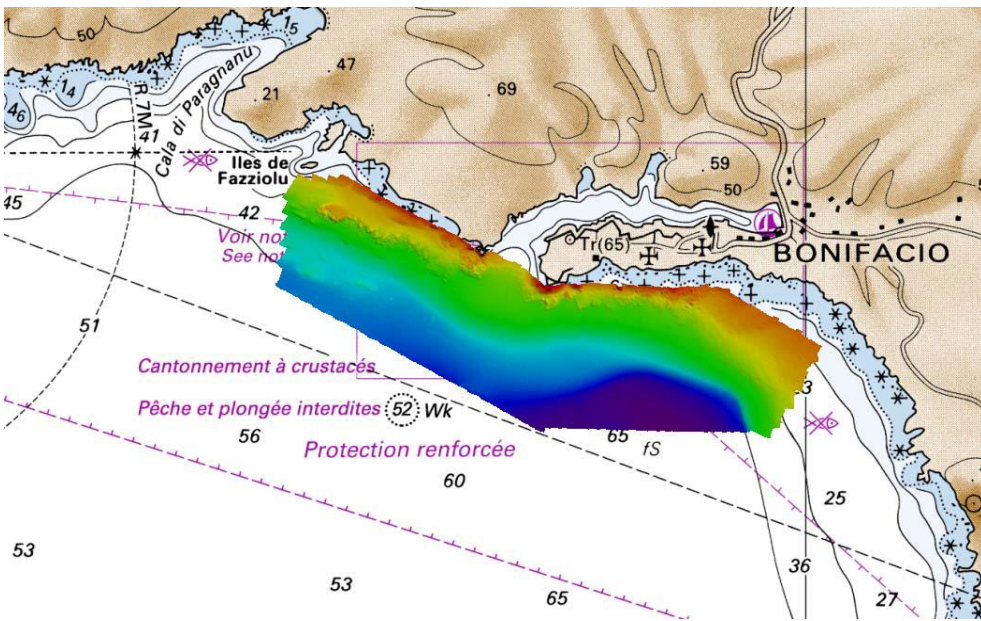 50
15
14
46
R 7M
41
Cala di Paragnanu
47
21
69
59
50
Iles de
Fazziolu
45
42
Voir no
See no
Tr(65)
BONIFACIO
51
Cantonnement à crustacés
Pêche et plongée interdites
52
Wk
56
Protection renforcée
65
fS
60
25
53
36
53
65
27